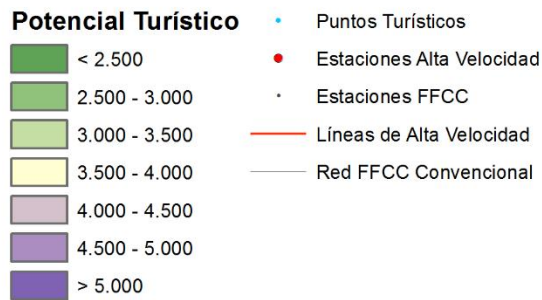 Potencial Turístico
< 2.500
2.500 - 3.000
3.000 - 3.500
3.500 - 4.000
4.000 - 4.500
4.500 - 5.000
> 5.000
Puntos Turísticos
Estaciones Alta Velocidad
Estaciones FFCC
Líneas de Alta Velocidad
Red FFCC Convencional